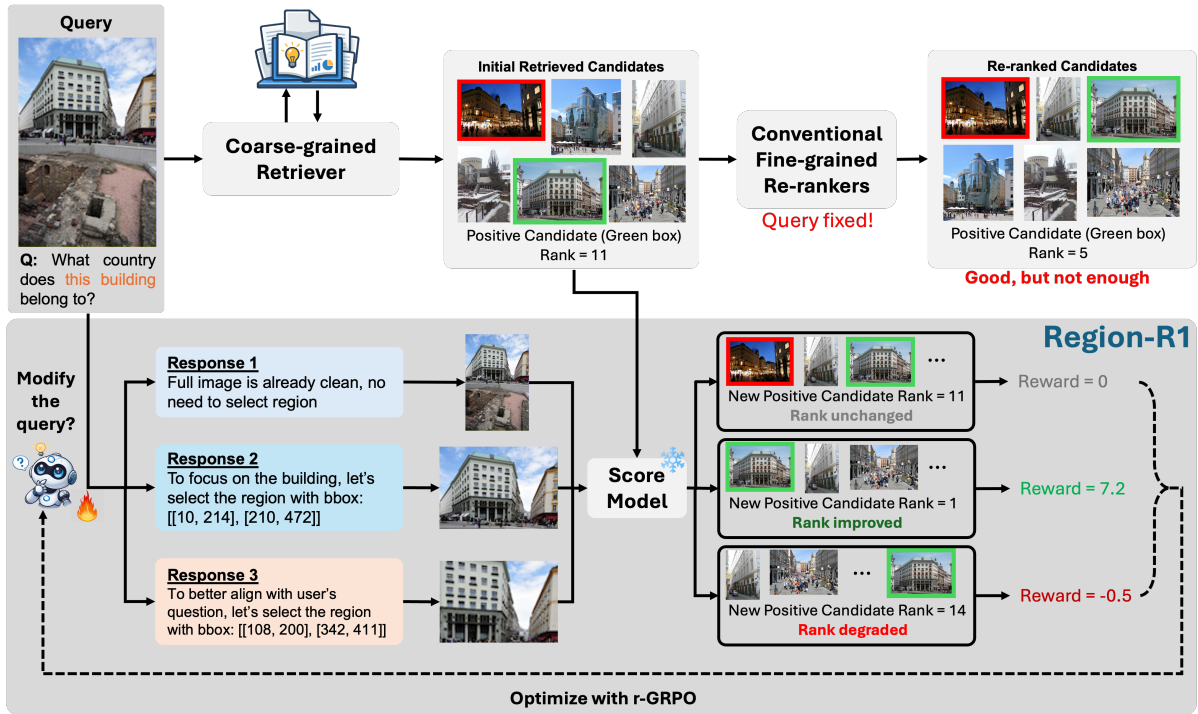 Query
Q: What country
does this building
belong to?
Coarse-grained
Retriever
Initial Retrieved Candidates
Positive Candidate (Green box)
Rank = 11
Conventional
Fine-grained
Re-rankers
Query fixed!
Re-ranked Candidates
Positive Candidate (Green box)
Rank = 5
Good, but not enough
Region-R1
Modify
the
query?
?
Response 1
Full image is already clean, no
need to select region
Response 2
To focus on the building, let's
select the region with bbox:
[[10, 214], [210, 472]]
Response 3
To better align with user's
question, let's select the region
with bbox: [[108, 200], [342, 411]]
Score
Model
...
New Positive Candidate Rank = 11
Rank unchanged
Reward = 0
...
New Positive Candidate Rank = 1
Rank improved
Reward = 7.2
...
New Positive Candidate Rank = 14
Rank degraded
Reward = -0.5
Optimize with r-GRPO